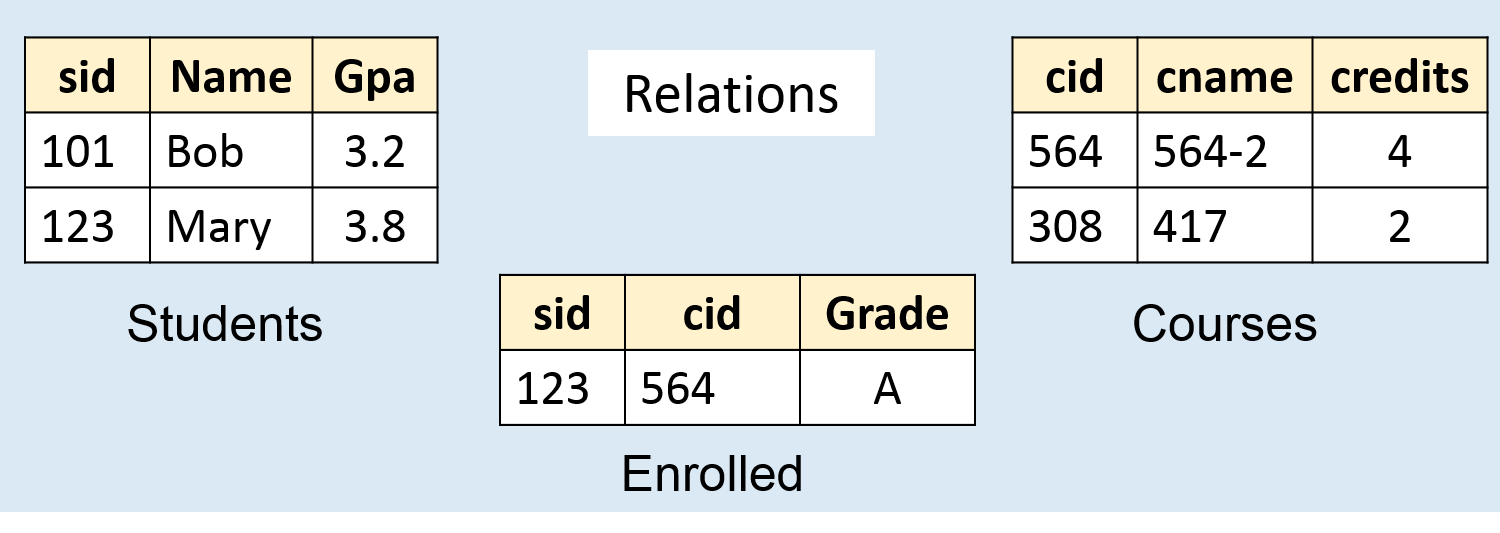 Relations
sid Name Gpa
101 Bob 3.2
123 Mary 3.8
Students
cid cname credits
564 564-2 4
308 417 2
Courses
sid cid Grade
123 564 A
Enrolled